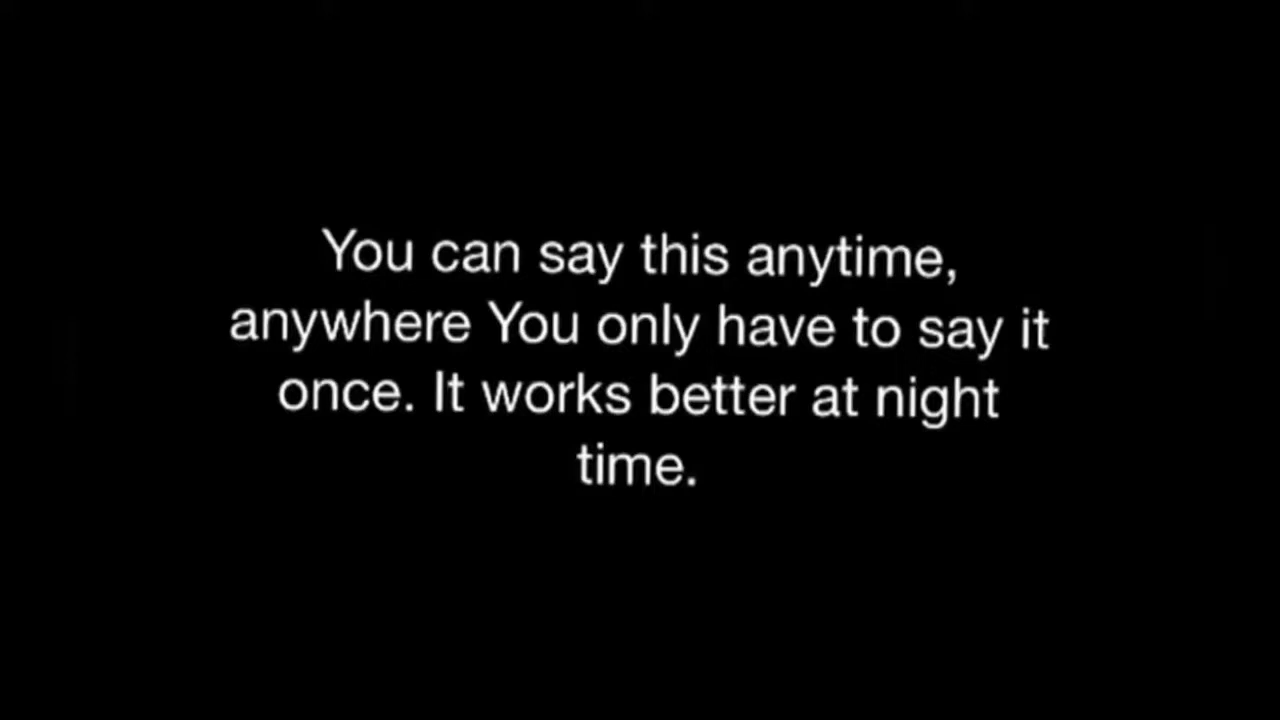 You can say this anytime,
anywhere You only have to say it
once. It works better at night
time.